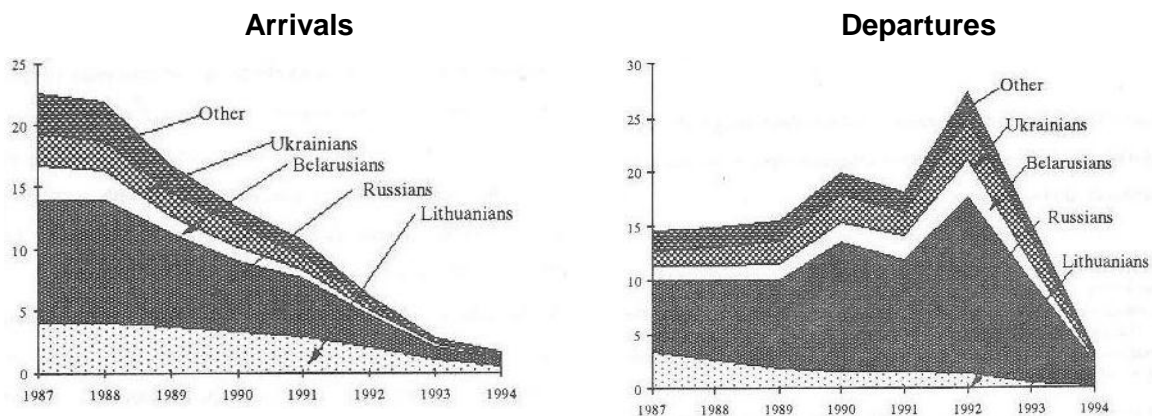 Arrivals
25
20
15
10
5
0
Other
Ukrainians
Belarusians
Russians
Lithuanians
1987 1988 1989 1990 1991 1992 1993 1994
Departures
30
25
20
15
10
5
0
Other
Ukrainians
Belarusians
Russians
Lithuanians
1987 1988 1989 1990 1991 1992 1993 1994